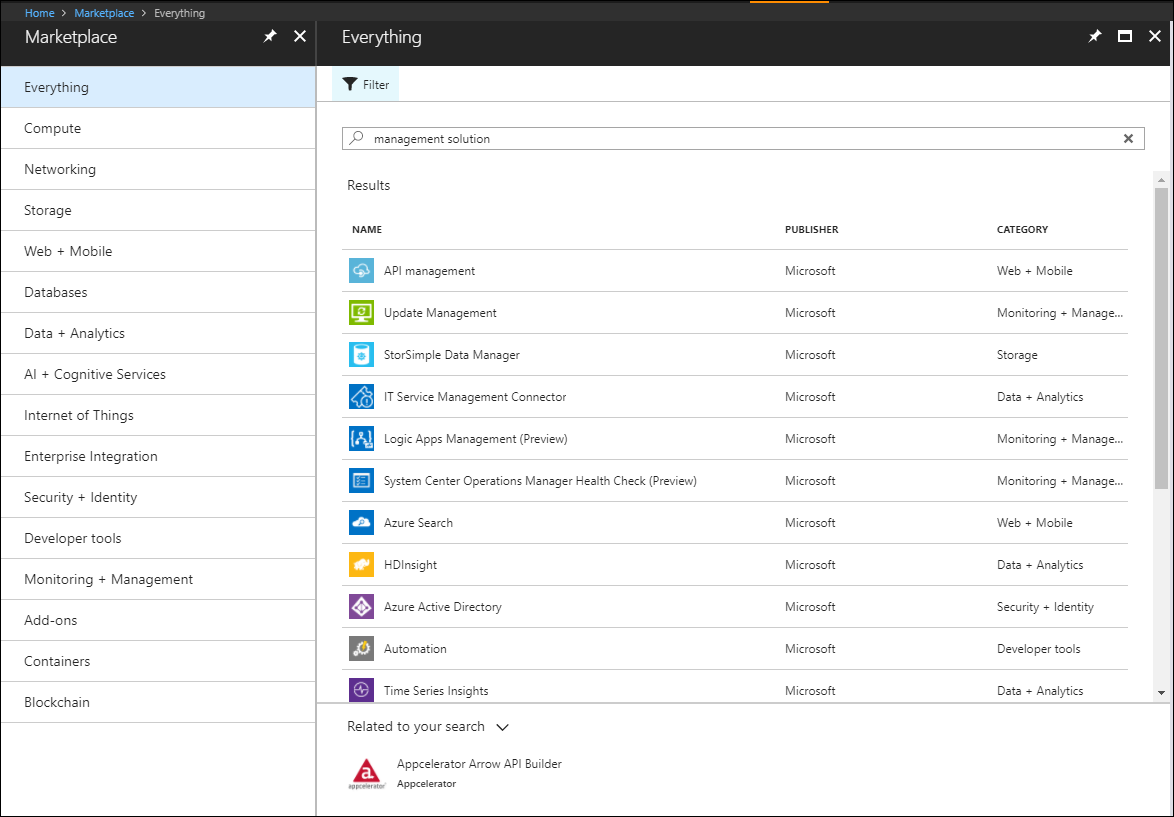 Home > Marketplace > Everything
Marketplace
Everything
Compute
Networking
Storage
Web + Mobile
Databases
Data + Analytics
AI + Cognitive Services
Internet of Things
Enterprise Integration
Security + Identity
Developer tools
Monitoring + Management
Add-ons
Containers
Blockchain
Everything
Filter
management solution
Results
NAME PUBLISHER CATEGORY
API management Microsoft Web + Mobile
Update Management Microsoft Monitoring + Manage...
StorSimple Data Manager Microsoft Storage
IT Service Management Connector Microsoft Data + Analytics
Logic Apps Management (Preview) Microsoft Monitoring + Manage...
System Center Operations Manager Health Check (Preview) Microsoft Monitoring + Manage...
Azure Search Microsoft Web + Mobile
HDInsight Microsoft Data + Analytics
Azure Active Directory Microsoft Security + Identity
Automation Microsoft Developer tools
Time Series Insights Microsoft Data + Analytics
Related to your search
a
appcelerator
Appcelerator Arrow API Builder
Appcelerator